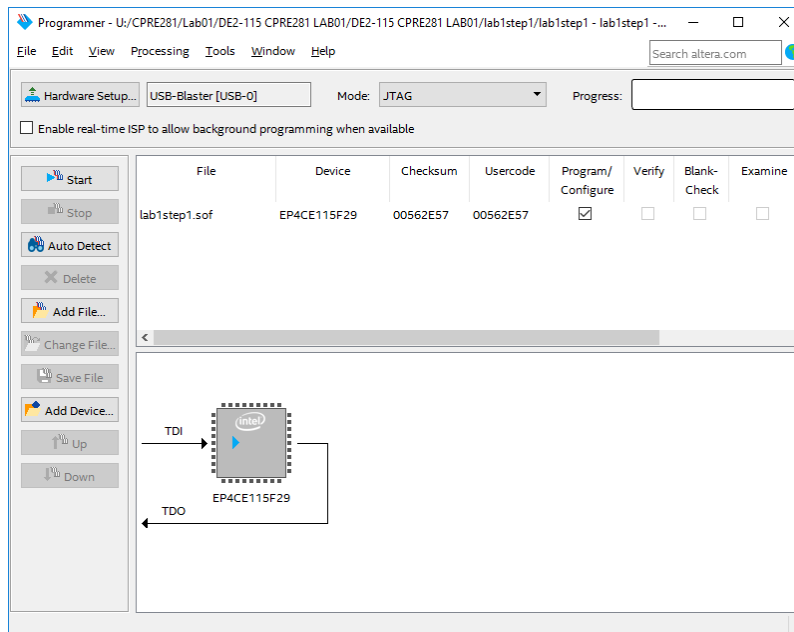 Programmer - U:/CPRE281/Lab01/DE2-115 CPRE281 LAB01/DE2-115 CPRE281 LAB01/lab1step1/lab1step1 - lab1step1 -...
File Edit View Processing Tools Window Help
Search altera.com
Hardware Setup... USB-Blaster [USB-0] Mode: JTAG Progress:
Enable real-time ISP to allow background programming when available
Start
Stop
Auto Detect
Delete
Add File...
Change File...
Save File
Add Device...
Up
Down
File Device Checksum Usercode Program/ Verify Blank- Examine
Configure Check
lab1step1.sof EP4CE115F29 00562E57 00562E57
TDI
intel
EP4CE115F29
TDO